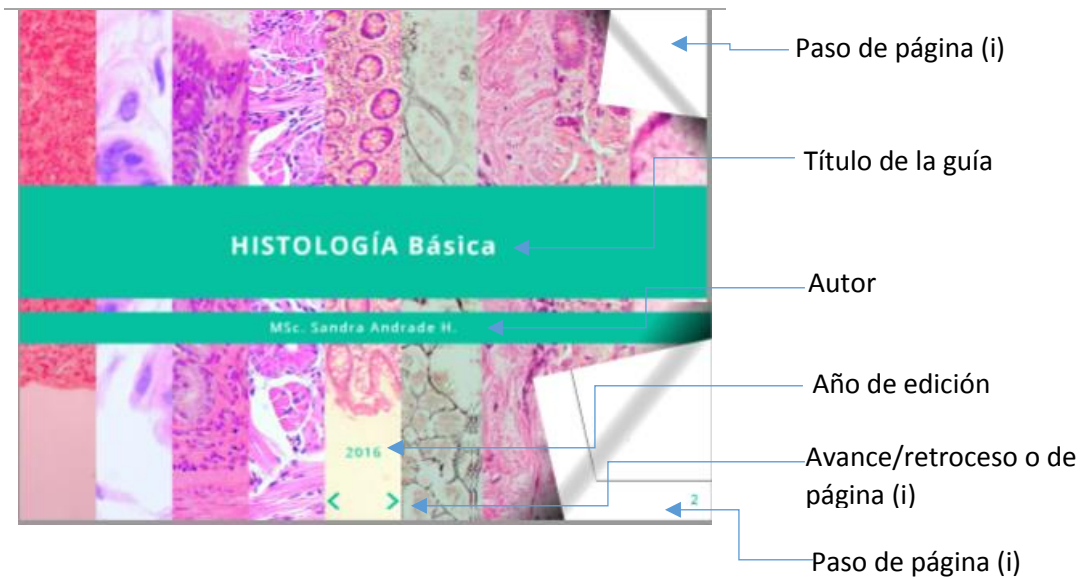 Paso de página (i)
Título de la guía
HISTOLOGÍA Básica
Autor
MSc. Sandra Andrade H.
Año de edición
2016
Avance/retroceso o de
página (i)
< >
2
Paso de página (i)